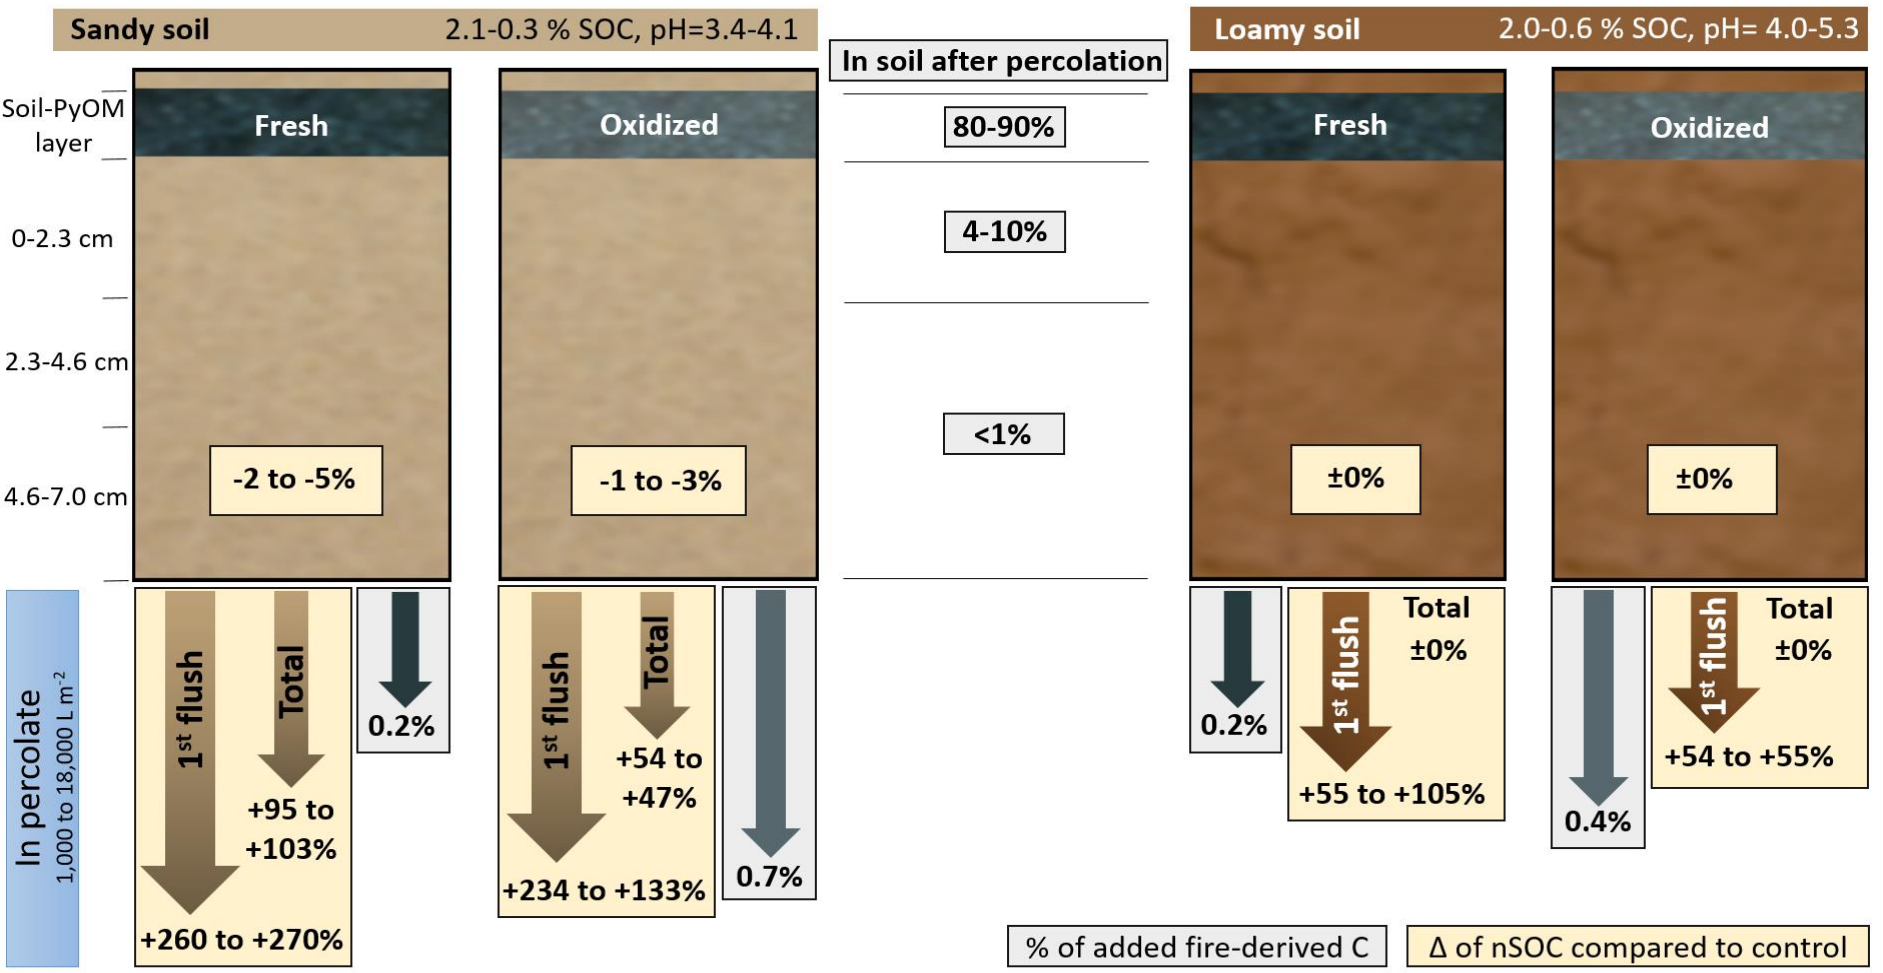 Sandy soil 2.1-0.3 % SOC, pH=3.4-4.1
In soil after percolation
Loamy soil 2.0-0.6 % SOC, pH= 4.0-5.3
Soil-PyOM
layer
Fresh
Oxidized
80-90%
Fresh
Oxidized
0-2.3 cm
4-10%
2.3-4.6 cm
<1%
4.6-7.0 cm
-2 to -5%
-1 to -3%
±0%
±0%
In percolate
1,000 to 18,000 L m-2
1st flush
+260 to +270%
Total
+95 to
+103%
0.2%
1st flush
+234 to +133%
Total
+54 to
+47%
0.7%
0.2%
1st flush
+55 to +105%
Total
±0%
0.4%
1st flush
+54 to +55%
Total
±0%
% of added fire-derived C
Δ of nSOC compared to control